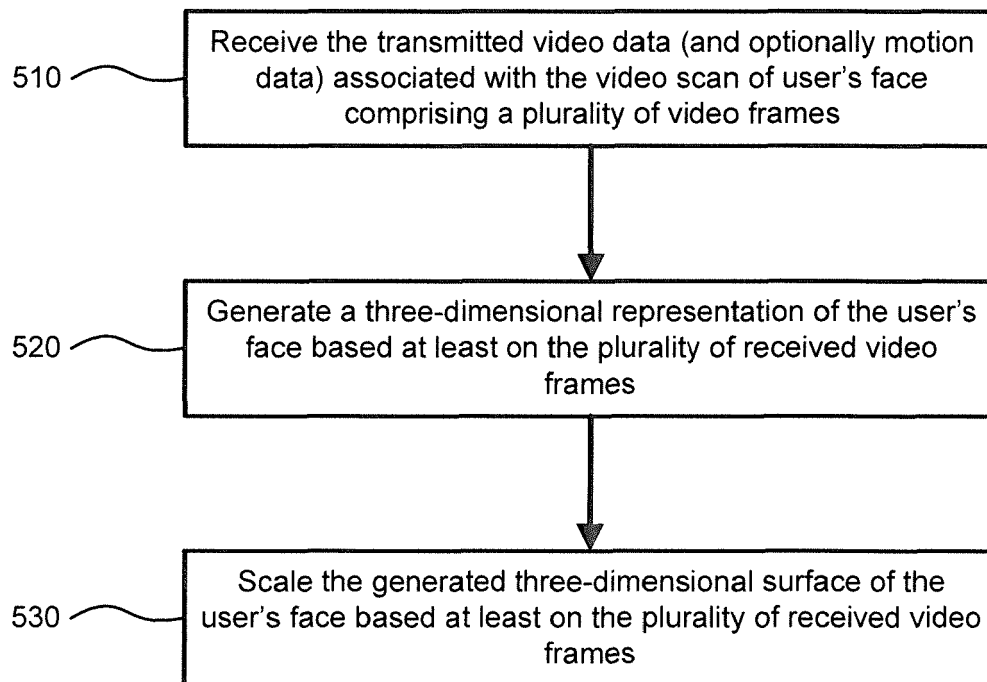 510
Receive the transmitted video data (and optionally motion
data) associated with the video scan of user's face
comprising a plurality of video frames
520
Generate a three-dimensional representation of the user's
face based at least on the plurality of received video
frames
530
Scale the generated three-dimensional surface of the
user's face based at least on the plurality of received video
frames